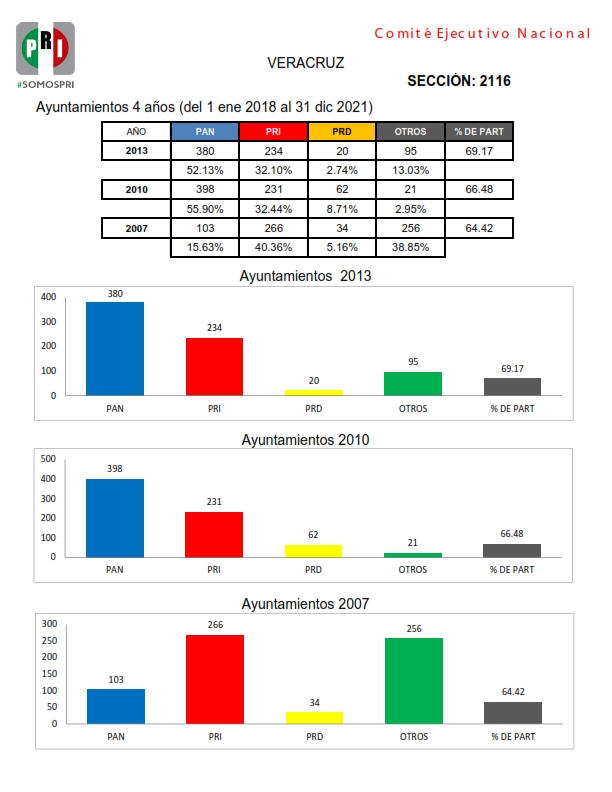 Comité Ejecutivo Nacional
PRI
#SOMOSPRI
VERACRUZ
SECCIÓN: 2116
Ayuntamientos 4 años (del 1 ene 2018 al 31 dic 2021)
AÑO PAN PRI PRD OTROS % DE PART
2013 380 234 20 95 69.17
52.13% 32.10% 2.74% 13.03%
2010 398 231 62 21 66.48
55.90% 32.44% 8.71% 2.95%
2007 103 266 34 256 64.42
15.63% 40.36% 5.16% 38.85%
Ayuntamientos 2013
400
300
200
100
0
380 234 20 95 69.17
PAN PRI PRD OTROS % DE PART
Ayuntamientos 2010
500
400
300
200
100
0
398 231 62 21 66.48
PAN PRI PRD OTROS % DE PART
Ayuntamientos 2007
300
250
200
150
100
50
0
103 266 34 256 64.42
PAN PRI PRD OTROS % DE PART